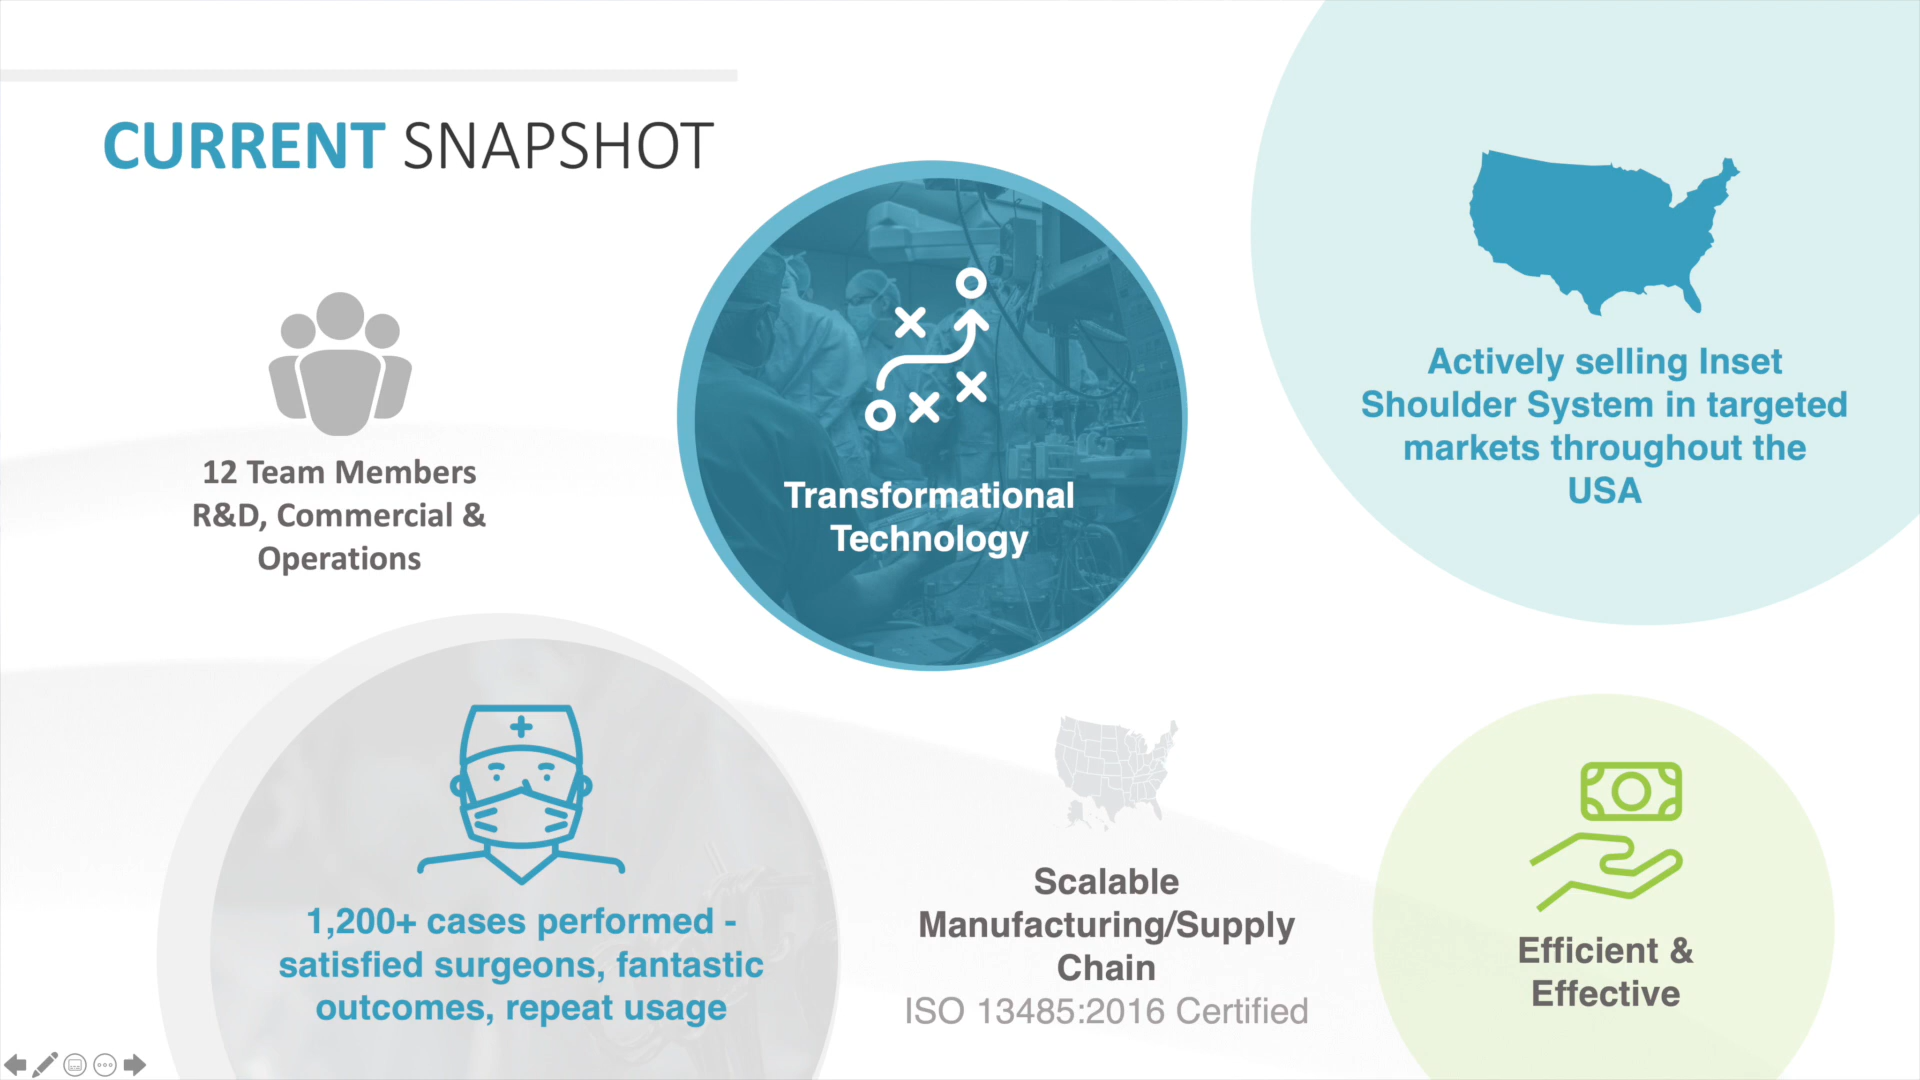 CURRENT SNAPSHOT
12 Team Members
R&D, Commercial &
Operations
Transformational
Technology
Actively selling Inset
Shoulder System in targeted
markets throughout the
USA
1,200+ cases performed -
satisfied surgeons, fantastic
outcomes, repeat usage
Scalable
Manufacturing/Supply
Chain
ISO 13485:2016 Certified
Efficient &
Effective